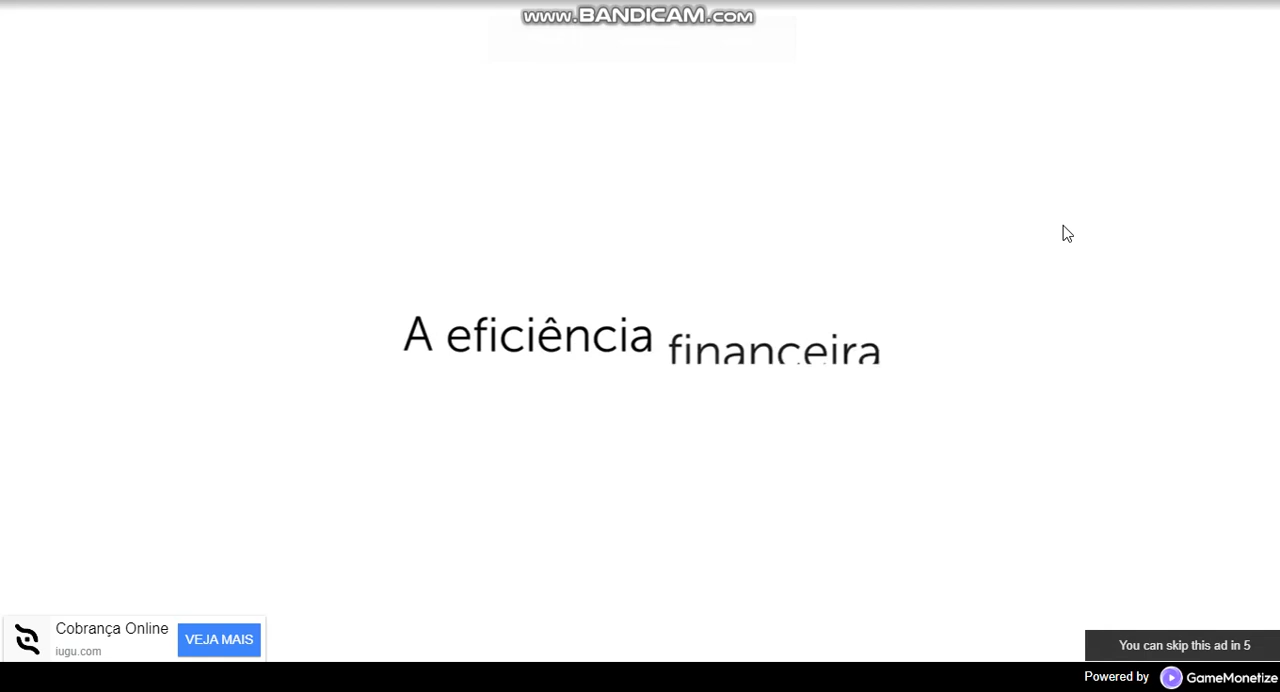 www.BANDICAM.com
A eficiência financeira
Cobrança Online
iugu.com
VEJA MAIS
You can skip this ad in 5
Powered by GameMonetize